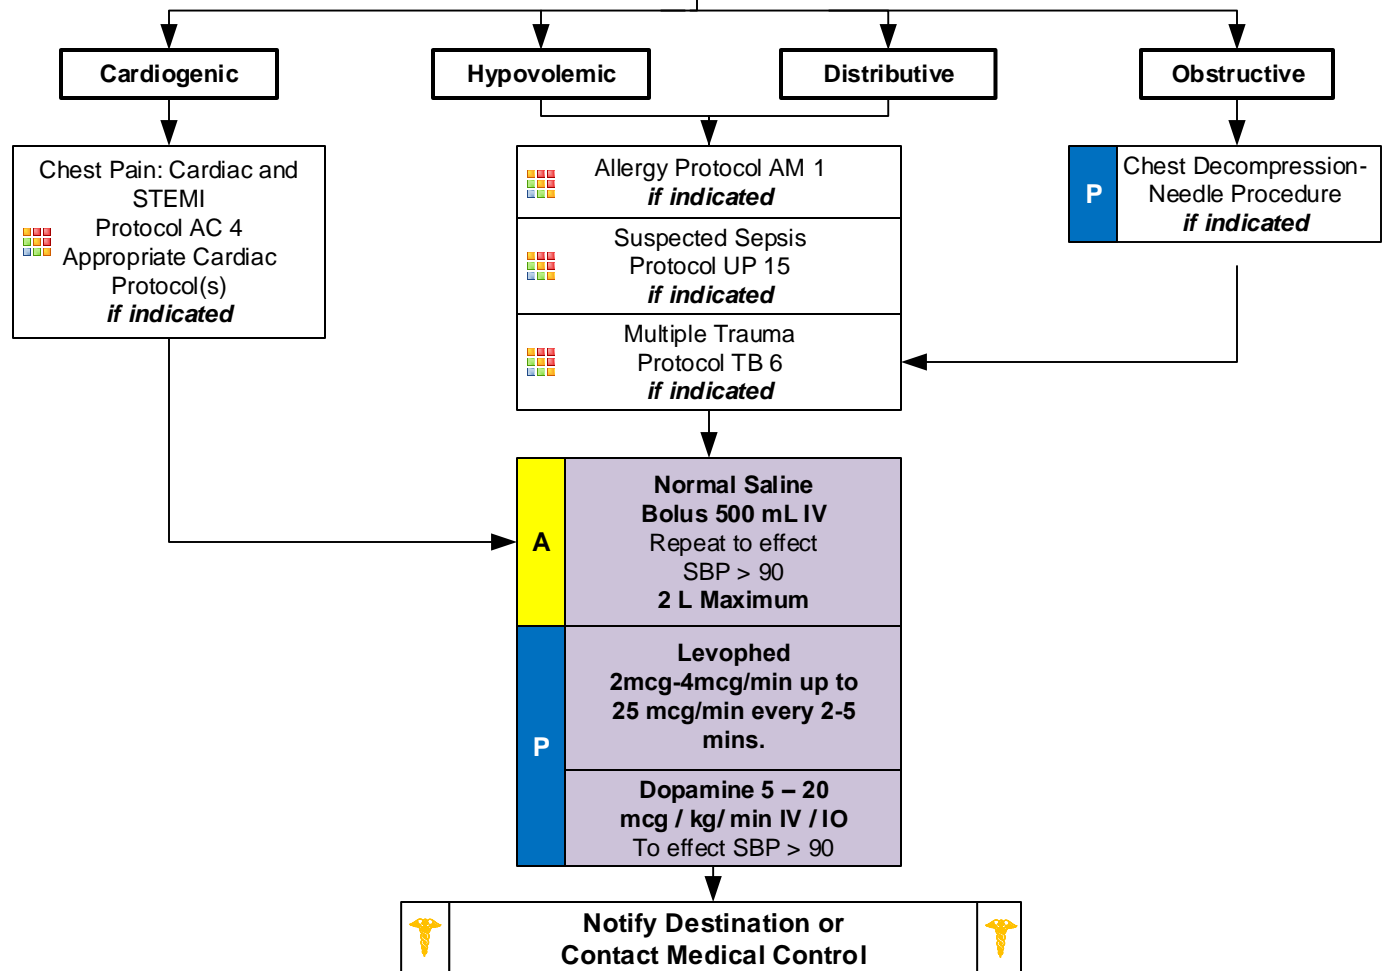 Cardiogenic
Hypovolemic
Distributive
Obstructive
Chest Pain: Cardiac and
STEMI
Protocol AC 4
Appropriate Cardiac
Protocol(s)
if indicated
Allergy Protocol AM 1
if indicated
Suspected Sepsis
Protocol UP 15
if indicated
Multiple Trauma
Protocol TB 6
if indicated
P
Chest Decompression-
Needle Procedure
if indicated
A
Normal Saline
Bolus 500 mL IV
Repeat to effect
SBP > 90
2 L Maximum
P
Levophed
2mcg-4mcg/min up to
25 mcg/min every 2-5
mins.
Dopamine 5 – 20
mcg / kg/ min IV / IO
To effect SBP > 90
Notify Destination or
Contact Medical Control